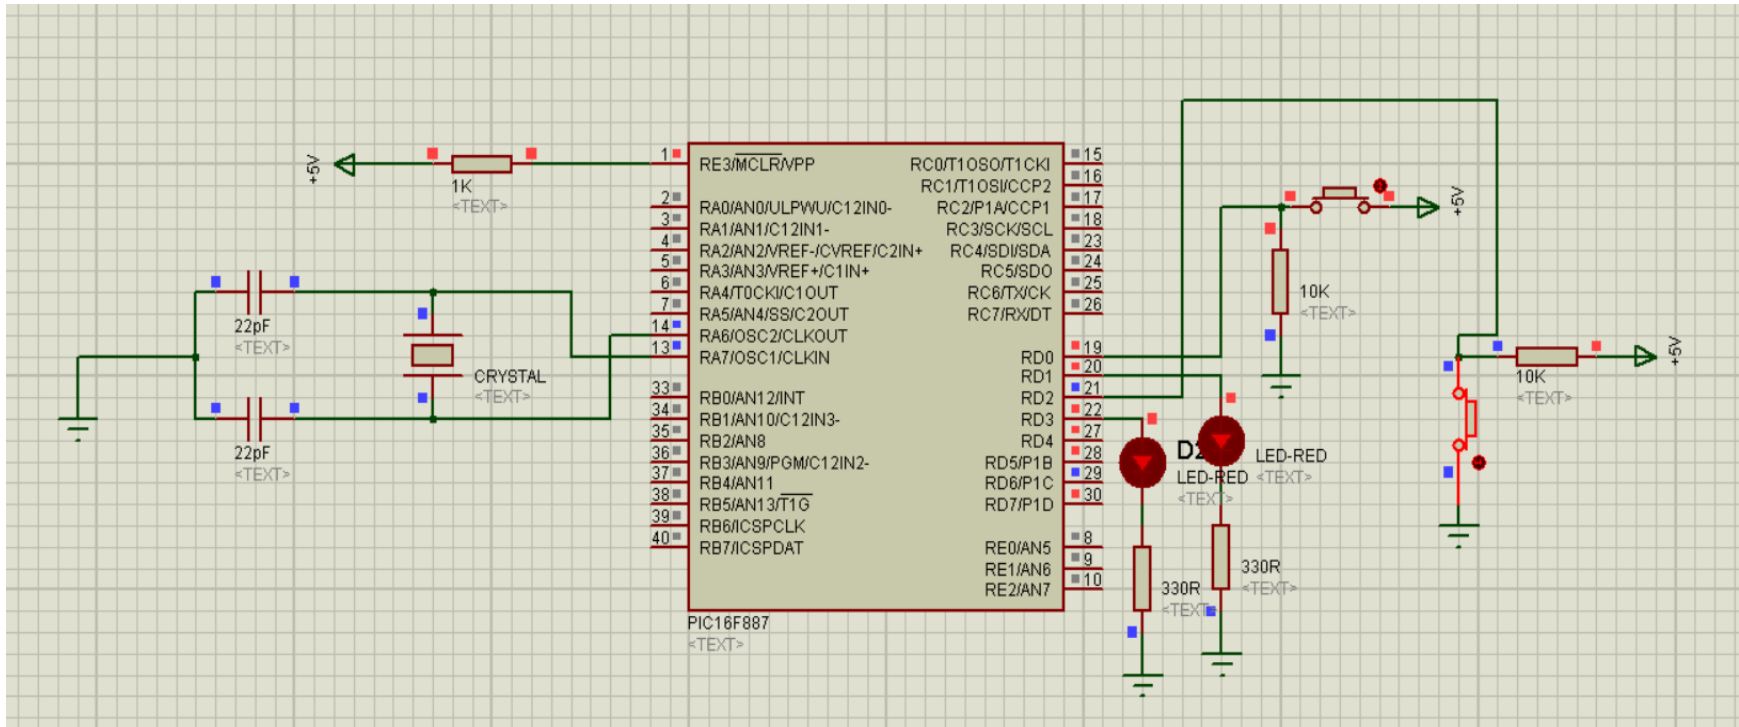 +5V
1K
<TEXT>
22pF
<TEXT>
CRYSTAL
<TEXT>
22pF
<TEXT>
1 RE3/MCLR/VPP
2 RA0/AN0/ULPWU/C12IN0-
3 RA1/AN1/C12IN1-
4 RA2/AN2/VREF-/CVREF/C2IN+
5 RA3/AN3/VREF+/C1IN+
6 RA4/T0CKI/C1OUT
7 RA5/AN4/SS/C2OUT
14 RA6/OSC2/CLKOUT
13 RA7/OSC1/CLKIN
33 RB0/AN12/INT
34 RB1/AN10/C12IN3-
35 RB2/AN8
36 RB3/AN9/PGM/C12IN2-
37 RB4/AN11
38 RB5/AN13/T1G
39 RB6/ICSPCLK
40 RB7/ICSPDAT
RC0/T1OSO/T1CKI 15
RC1/T1OSI/CCP2 16
RC2/P1A/CCP1 17
RC3/SCK/SCL 18
RC4/SDI/SDA 23
RC5/SDO 24
RC6/TX/CK 25
RC7/RX/DT 26
RD0 19
RD1 20
RD2 21
RD3 22
RD4 27
RD5/P1B 28
RD6/P1C 29
RD7/P1D 30
RE0/AN5 8
RE1/AN6 9
RE2/AN7 10
PIC16F887
<TEXT>
+5V
10K
<TEXT>
+5V
10K
<TEXT>
D2
LED-RED
<TEXT>
LED-RED
<TEXT>
330R
<TEXT>
330R
<TEXT>